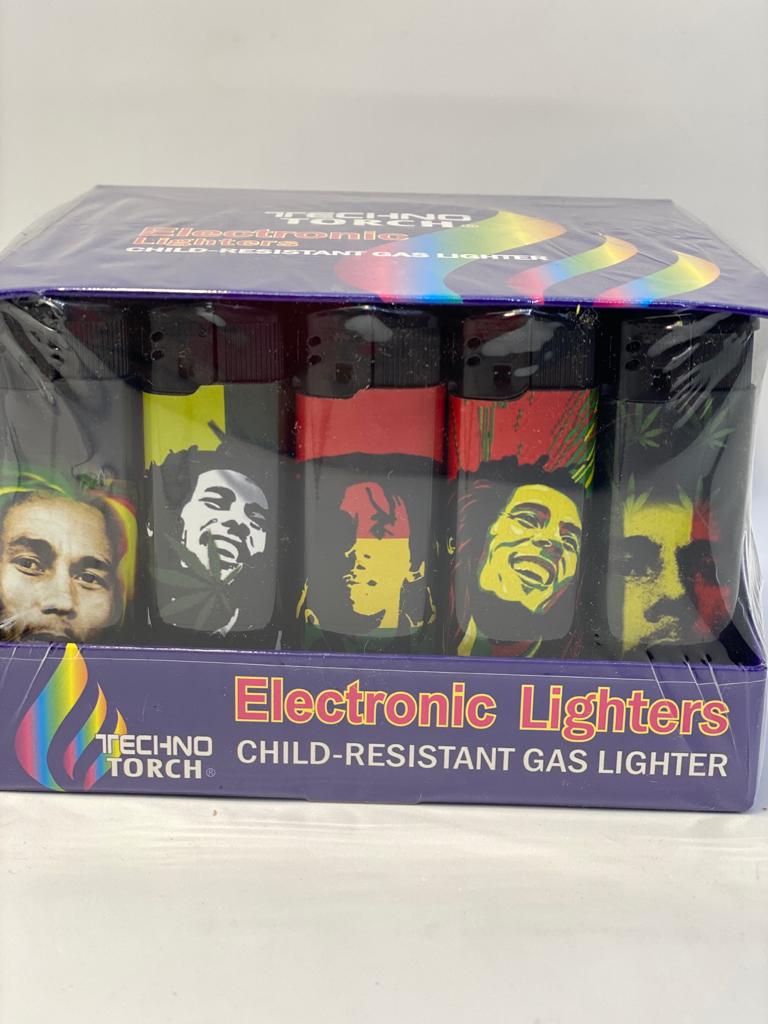 TECHNO
TORCH®
Electronic
Lighters
CHILD-RESISTANT GAS LIGHTER
Electronic Lighters
TECHNO
TORCH®
CHILD-RESISTANT GAS LIGHTER